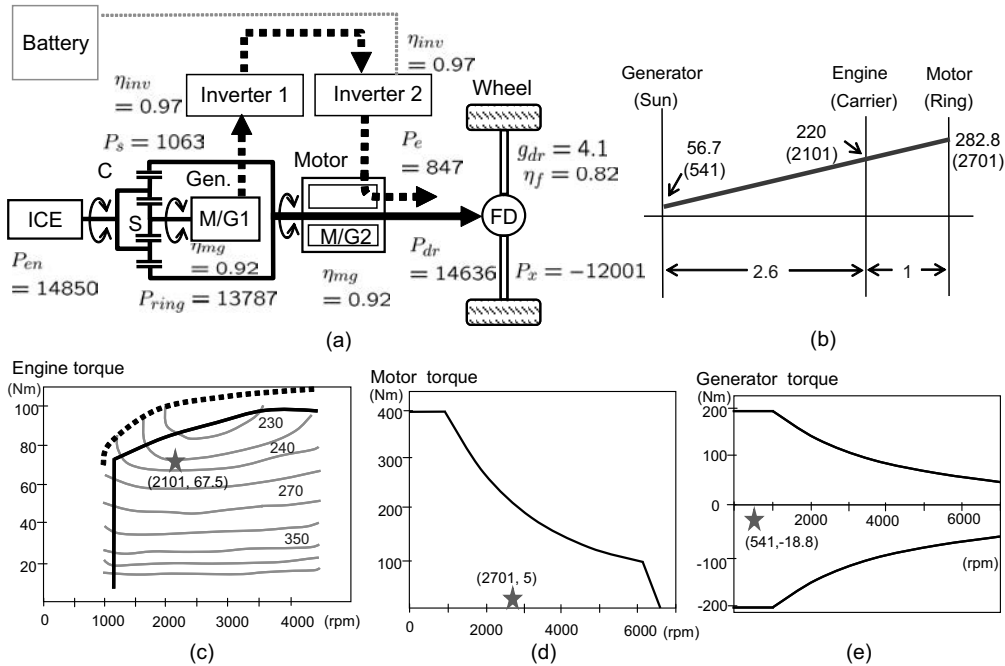 Battery
η_inv
= 0.97
Inverter 1
Inverter 2
η_inv
= 0.97
P_s = 1063
C
Gen.
Motor
P_e
= 847
Wheel
g_dr = 4.1
η_f = 0.82
ICE
S
M/G1
M/G2
FD
P_en
= 14850
η_mg
= 0.92
P_ring = 13787
η_mg
= 0.92
P_dr
= 14636
P_x = −12001
(a)
Generator
(Sun)
Engine
(Carrier)
Motor
(Ring)
56.7
(541)
220
(2101)
282.8
(2701)
2.6
1
(b)
Engine torque
(Nm)
100
80
60
40
20
230
240
270
350
(2101, 67.5)
0
1000
2000
3000
4000
(rpm)
(c)
Motor torque
(Nm)
400
300
200
100
(2701, 5)
0
2000
4000
6000
(rpm)
(d)
Generator torque
(Nm)
200
100
0
-100
-200
2000
4000
6000
(541,-18.8)
(rpm)
(e)